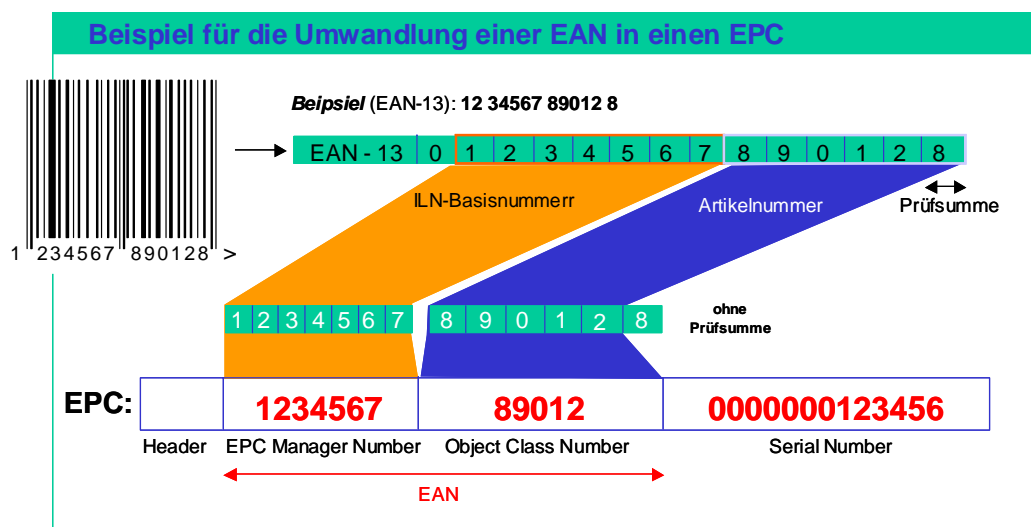 Beispiel für die Umwandlung einer EAN in einen EPC
Beipsiel (EAN-13): 12 34567 890128
EAN - 13 0 1 2 3 4 5 6 7 8 9 0 1 2 8
ILN-Basisnummerr
Artikelnummer
Prüfsumme
1 234567 890128 >
1 2 3 4 5 6 7 8 9 0 1 2 8
ohne
Prüfsumme
EPC: 1234567 89012 0000000123456
Header EPC Manager Number Object Class Number Serial Number
EAN